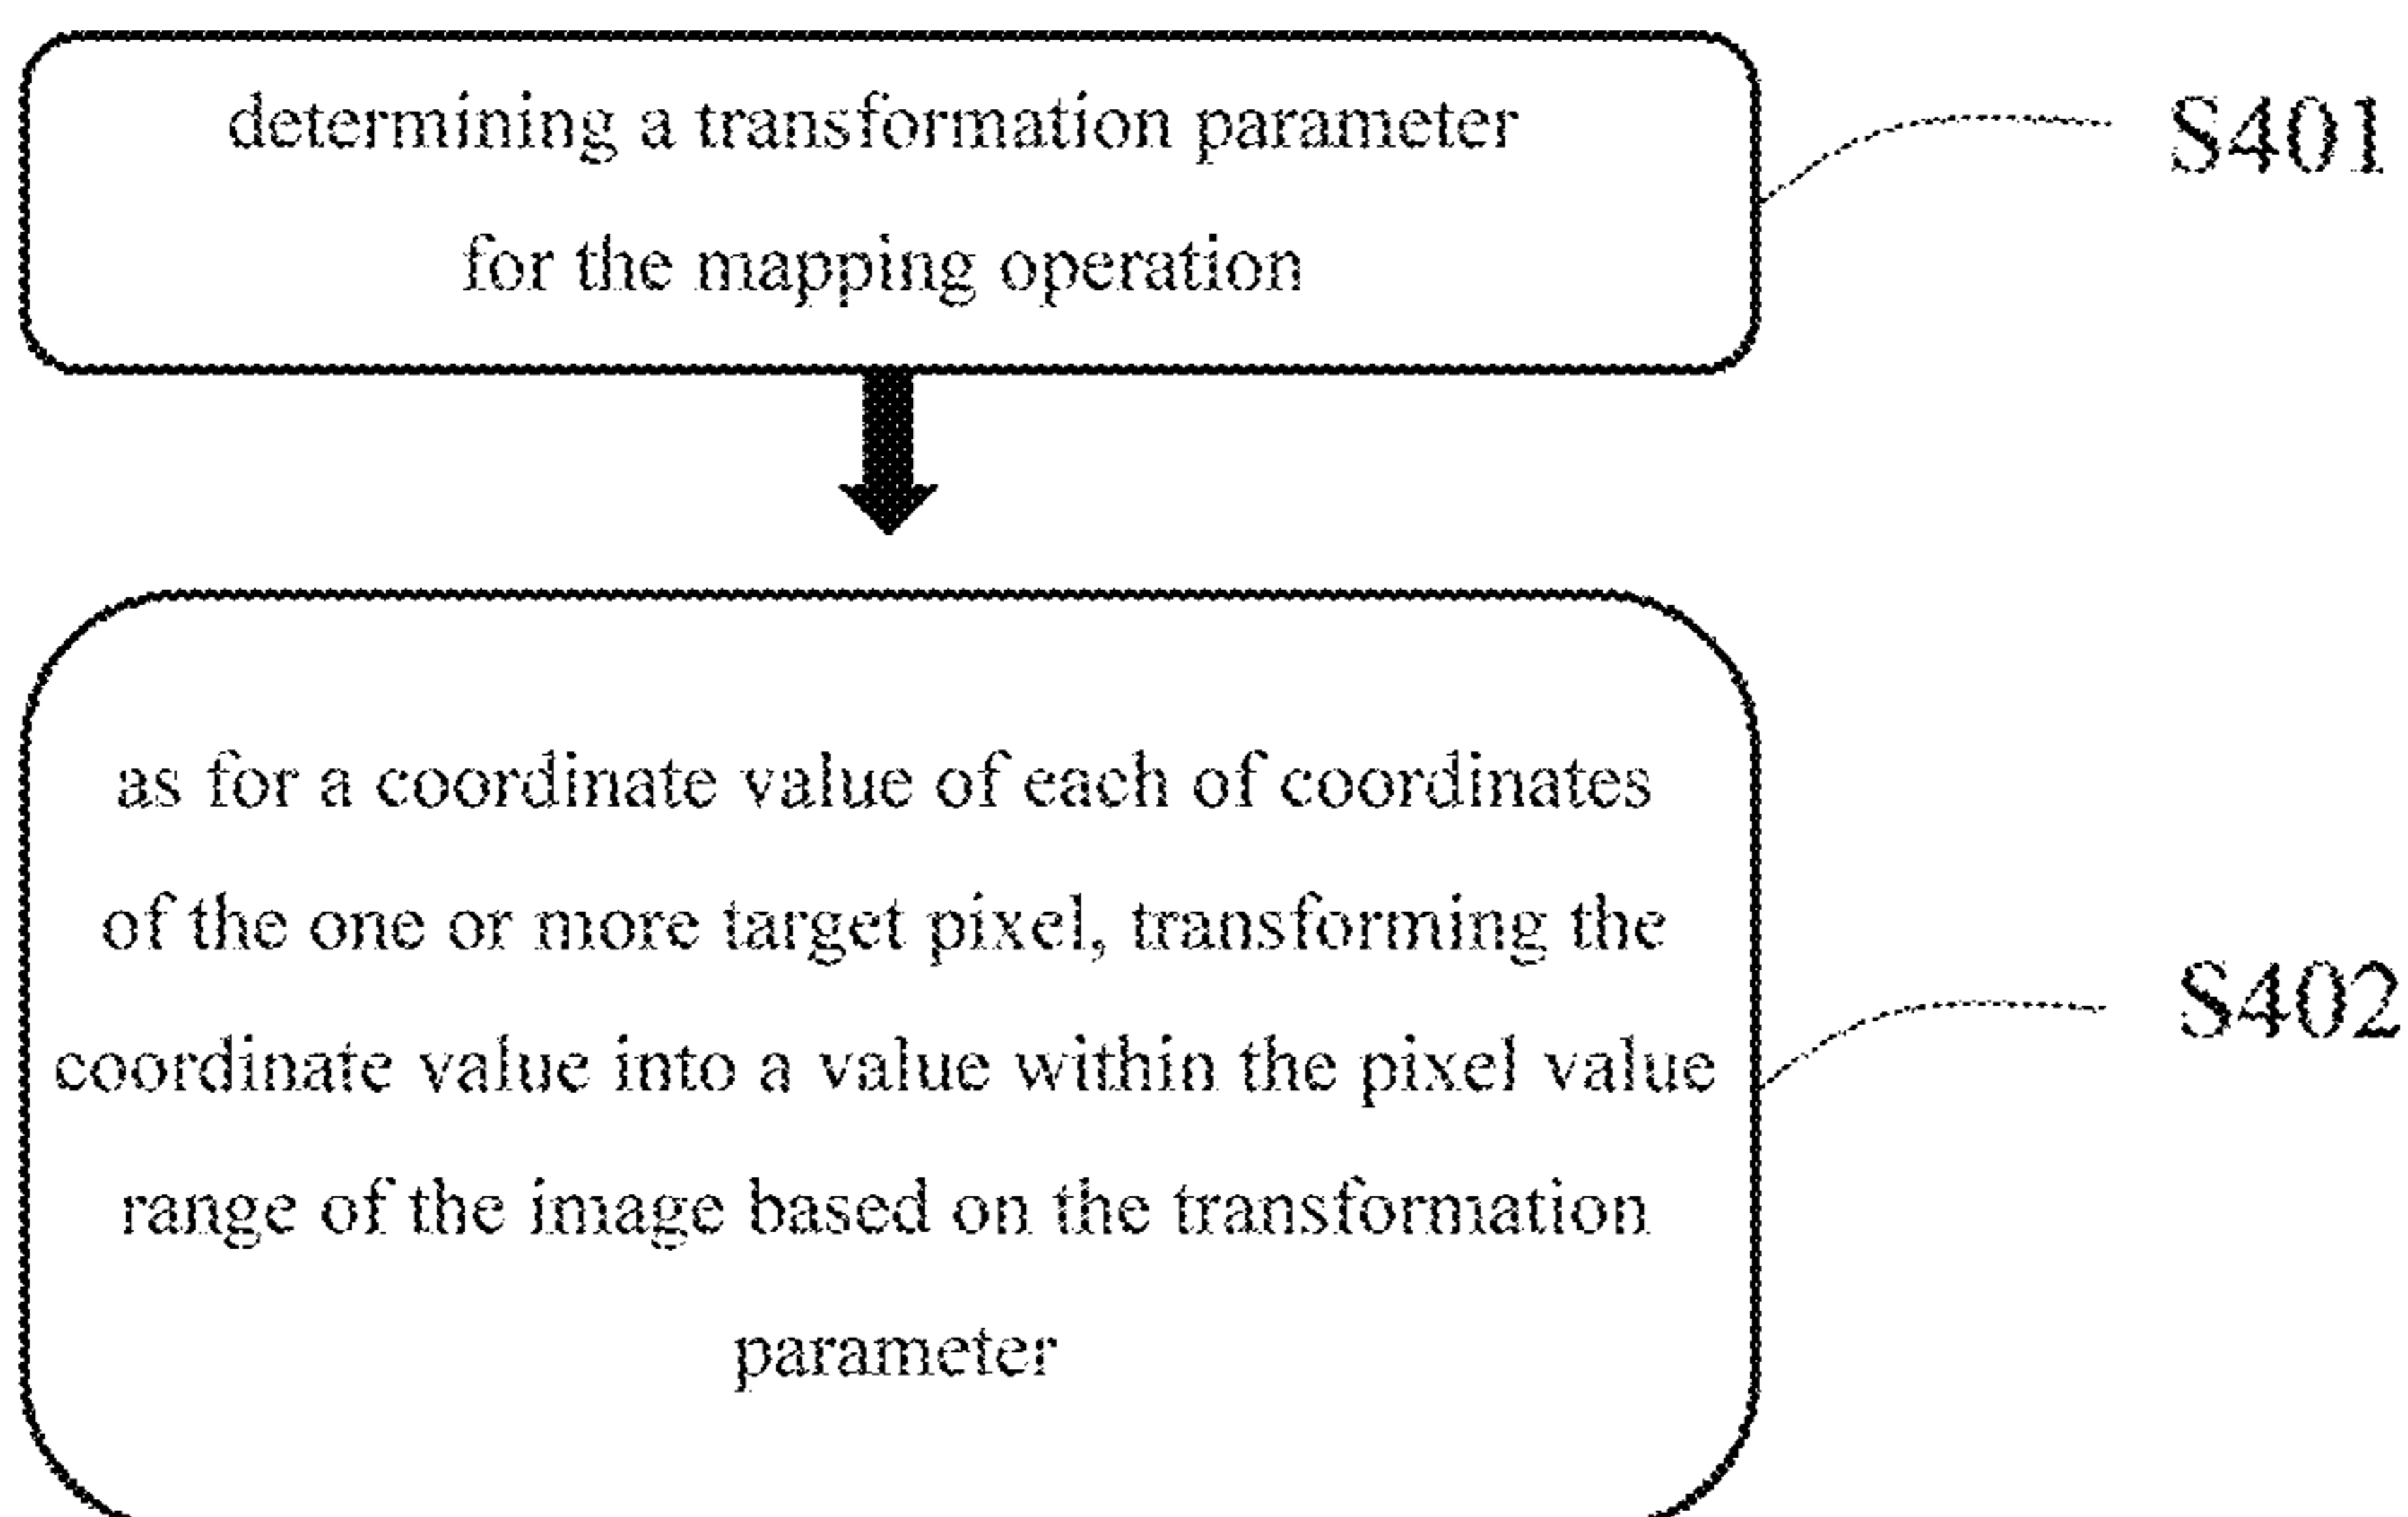 determining a transformation parameter
for the mapping operation
S401
as for a coordinate value of each of coordinates
of the one or more target pixel, transforming the
coordinate value into a value within the pixel value
range of the image based on the transformation
parameter
S402